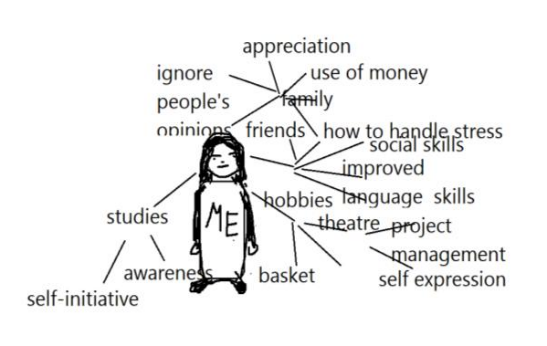 appreciation
ignore
use of money
people's
family
opinions
friends
how to handle stress
social skills
improved
language skills
hobbies
theatre
project
management
self expression
ME
studies
awareness
basket
self-initiative